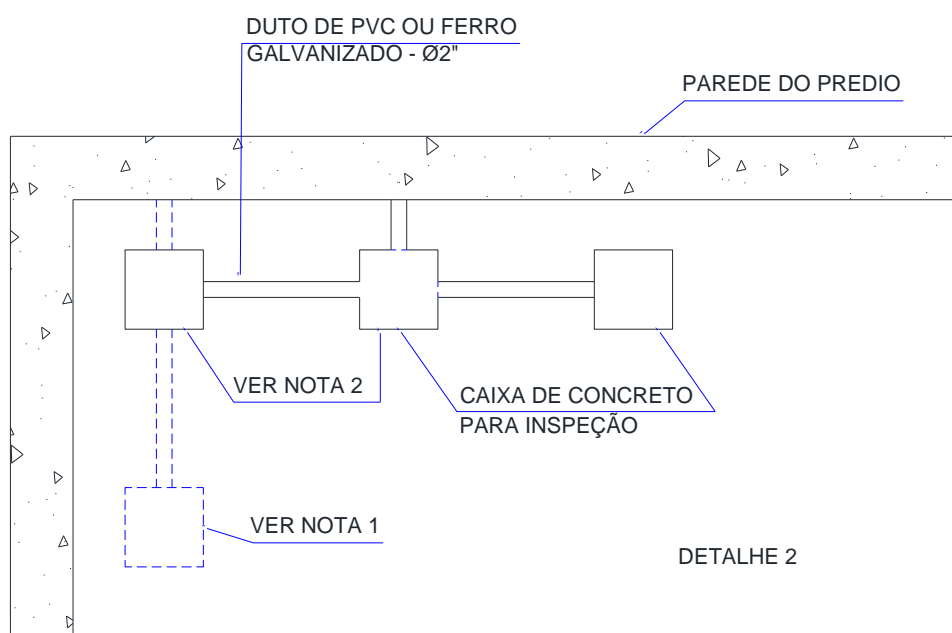 DUTO DE PVC OU FERRO
GALVANIZADO - Ø2"
PAREDE DO PREDIO
VER NOTA 2
CAIXA DE CONCRETO
PARA INSPEÇÃO
VER NOTA 1
DETALHE 2